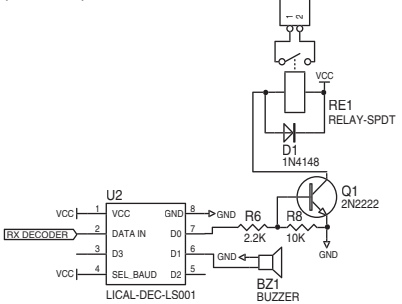 1 2
VCC
RE1
RELAY-SPDT
D1
1N4148
Q1
2N2222
U2
VCC 1 VCC GND 8 GND
RX DECODER 2 DATA IN D0 7 R6 R8
2.2K 10K
GND
3 D3 D1 6 GND
VCC 4 SEL_BAUD D2 5
BZ1
LICAL-DEC-LS001 BUZZER